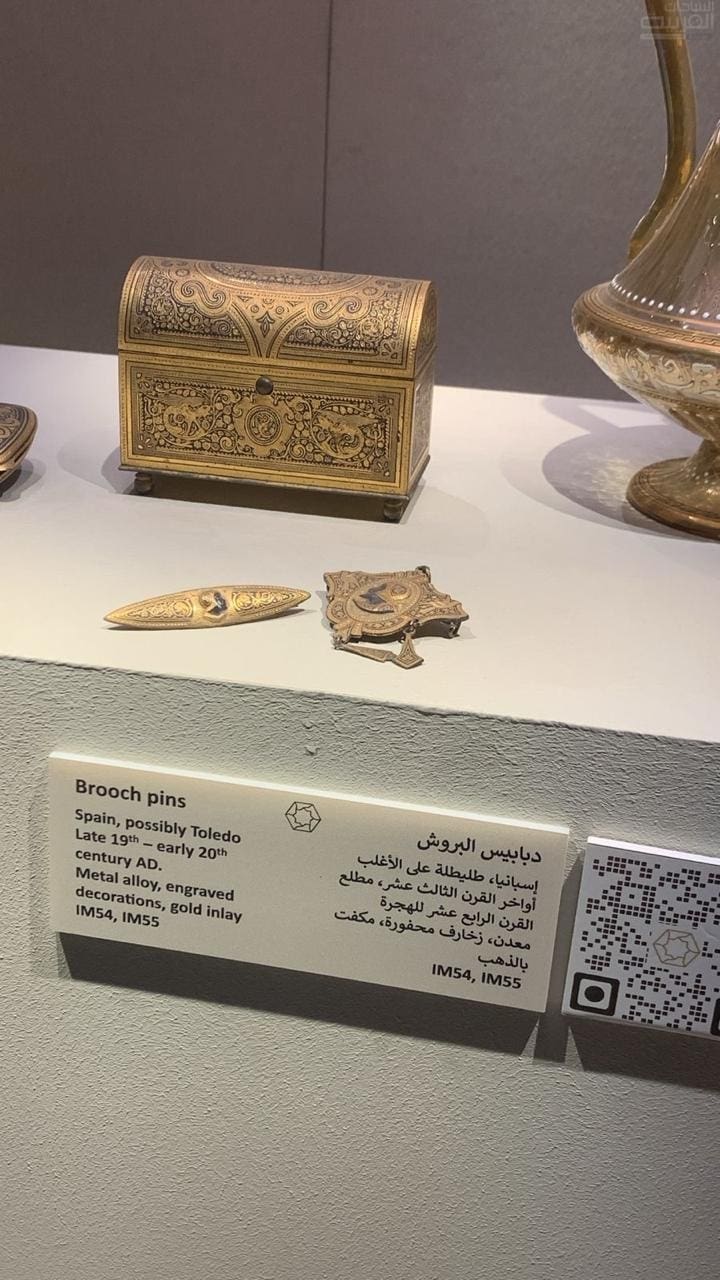 السياحات
العربية
Brooch pins
Spain, possibly Toledo
Late 19th – early 20th
century AD.
Metal alloy, engraved
decorations, gold inlay
IM54, IM55
دبابيس البروش
إسبانيا، طليطلة على الأغلب
أواخر القرن الثالث عشر، مطلع
القرن الرابع عشر للهجرة
معدن، زخارف محفورة، مكفت
بالذهب
IM54, IM55